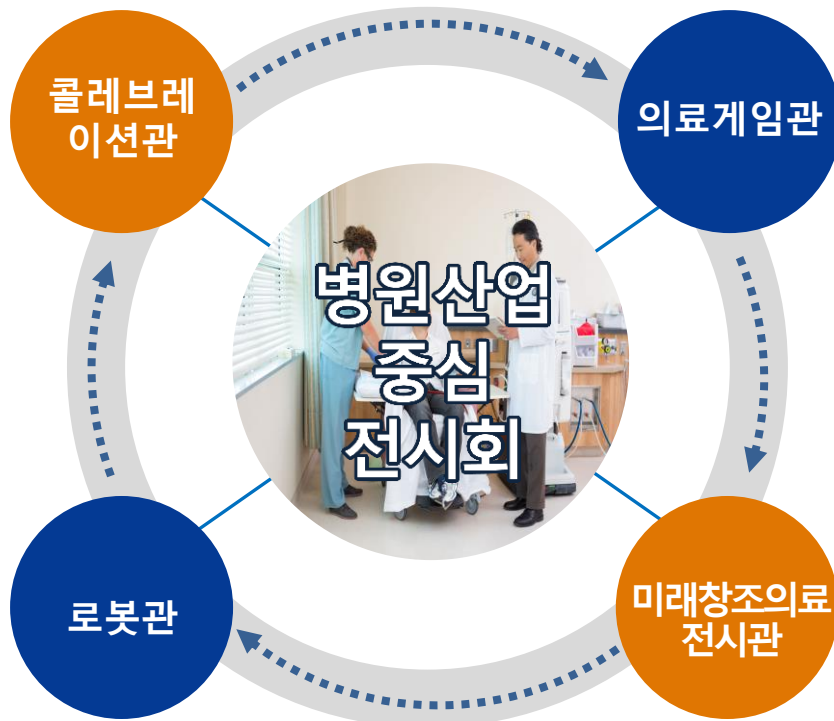 콜레브레
이션관
의료게임관
병원산업
중심
전시회
로봇관
미래창조의료
전시관